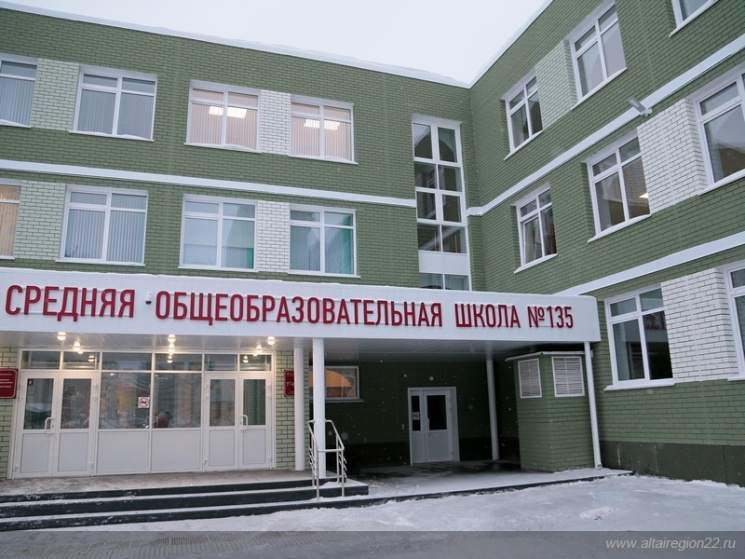 СРЕДНЯЯ ОБЩЕОБРАЗОВАТЕЛЬНАЯ ШКОЛА №135
www.altairegion22.ru